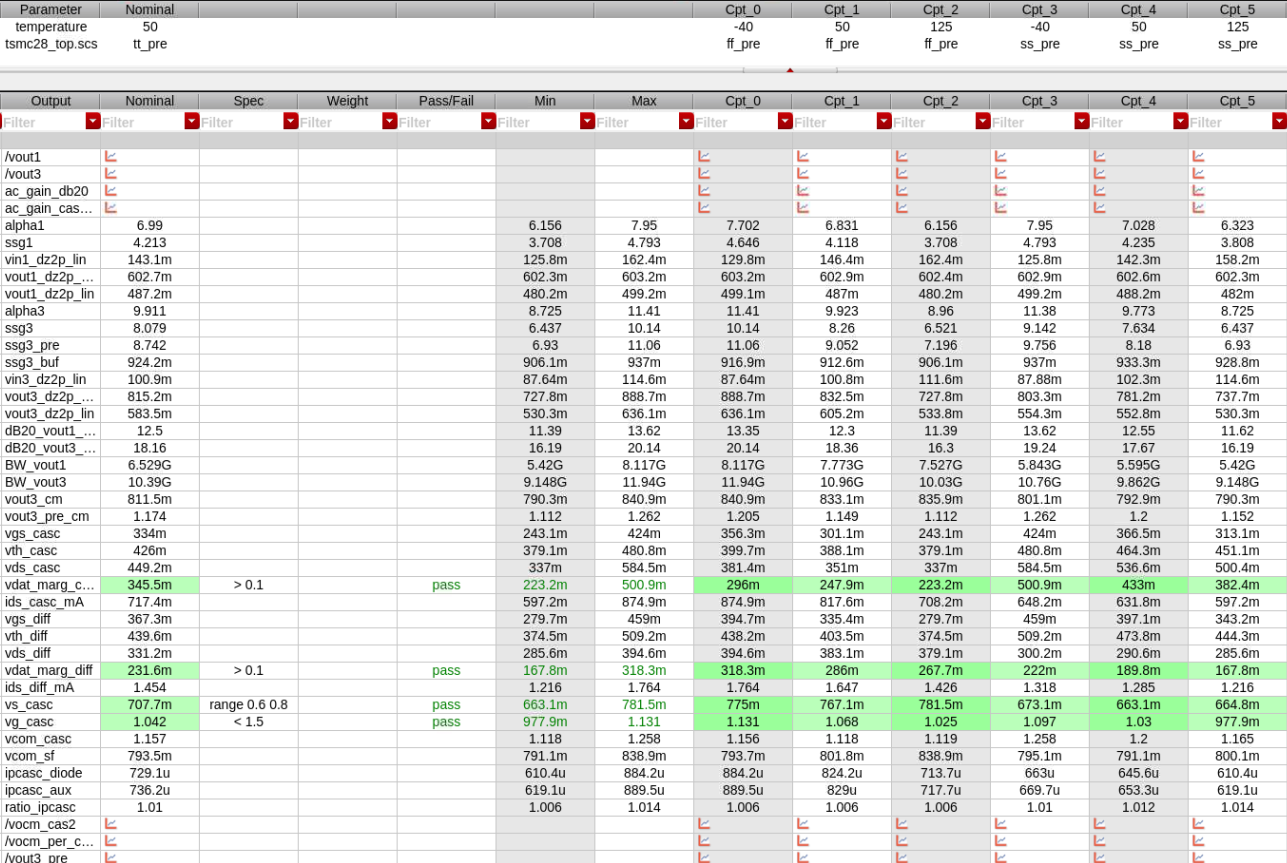 Parameter Nominal Cpt_0 Cpt_1 Cpt_2 Cpt_3 Cpt_4 Cpt_5
temperature 50 -40 50 125 -40 50 125
tsmc28_top.scs tt_pre ff_pre ff_pre ff_pre ss_pre ss_pre ss_pre
Output Nominal Spec Weight Pass/Fail Min Max Cpt_0 Cpt_1 Cpt_2 Cpt_3 Cpt_4 Cpt_5
Filter Filter Filter Filter Filter Filter Filter Filter Filter Filter Filter Filter Filter
/vout1
/vout3
ac_gain_db20
ac_gain_cas...
alpha1 6.99 6.156 7.95 7.702 6.831 6.156 7.95 7.028 6.323
ssg1 4.213 3.708 4.793 4.646 4.118 3.708 4.793 4.235 3.808
vin1_dz2p_lin 143.1m 125.8m 162.4m 129.8m 146.4m 162.4m 125.8m 142.3m 158.2m
vout1_dz2p_... 602.7m 602.3m 603.2m 603.2m 602.9m 602.4m 602.9m 602.6m 602.3m
vout1_dz2p_lin 487.2m 480.2m 499.2m 499.1m 487m 480.2m 499.2m 488.2m 482m
alpha3 9.911 8.725 11.41 11.41 9.923 8.96 11.38 9.773 8.725
ssg3 8.079 6.437 10.14 10.14 8.26 6.521 9.142 7.634 6.437
ssg3_pre 8.742 6.93 11.06 11.06 9.052 7.196 9.756 8.18 6.93
ssg3_buf 924.2m 906.1m 937m 916.9m 912.6m 906.1m 937m 933.3m 928.8m
vin3_dz2p_lin 100.9m 87.64m 114.6m 87.64m 100.8m 111.6m 87.88m 102.3m 114.6m
vout3_dz2p_... 815.2m 727.8m 888.7m 888.7m 832.5m 727.8m 803.3m 781.2m 737.7m
vout3_dz2p_lin 583.5m 530.3m 636.1m 636.1m 605.2m 533.8m 554.3m 552.8m 530.3m
dB20_vout1_... 12.5 11.39 13.62 13.35 12.3 11.39 13.62 12.55 11.62
dB20_vout3_... 18.16 16.19 20.14 20.14 18.36 16.3 19.24 17.67 16.19
BW_vout1 6.529G 5.42G 8.117G 8.117G 7.773G 7.527G 5.843G 5.595G 5.42G
BW_vout3 10.39G 9.148G 11.94G 11.94G 10.96G 10.03G 10.76G 9.862G 9.148G
vout3_cm 811.5m 790.3m 840.9m 840.9m 833.1m 835.9m 801.1m 792.9m 790.3m
vout3_pre_cm 1.174 1.112 1.262 1.205 1.149 1.112 1.262 1.2 1.152
vgs_casc 334m 243.1m 424m 356.3m 301.1m 243.1m 424m 366.5m 313.1m
vth_casc 426m 379.1m 480.8m 399.7m 388.1m 379.1m 480.8m 464.3m 451.1m
vds_casc 449.2m 337m 584.5m 381.4m 351m 337m 584.5m 536.6m 500.4m
vdat_marg_c... 345.5m > 0.1 pass 223.2m 500.9m 296m 247.9m 223.2m 500.9m 433m 382.4m
ids_casc_mA 717.4m 597.2m 874.9m 874.9m 817.6m 708.2m 648.2m 631.8m 597.2m
vgs_diff 367.3m 279.7m 459m 394.7m 335.4m 279.7m 459m 397.1m 343.2m
vth_diff 439.6m 374.5m 509.2m 438.2m 403.5m 374.5m 509.2m 473.8m 444.3m
vds_diff 331.2m 285.6m 394.6m 394.6m 383.1m 379.1m 300.2m 290.6m 285.6m
vdat_marg_diff 231.6m > 0.1 pass 167.8m 318.3m 318.3m 286m 267.7m 222m 189.8m 167.8m
ids_diff_mA 1.454 1.216 1.764 1.764 1.647 1.426 1.318 1.285 1.216
vs_casc 707.7m range 0.6 0.8 pass 663.1m 781.5m 775m 767.1m 781.5m 673.1m 663.1m 664.8m
vg_casc 1.042 < 1.5 pass 977.9m 1.131 1.131 1.068 1.025 1.097 1.03 977.9m
vcom_casc 1.157 1.118 1.258 1.156 1.118 1.119 1.258 1.2 1.165
vcom_sf 793.5m 791.1m 838.9m 793.7m 801.8m 838.9m 795.1m 791.1m 800.1m
ipcasc_diode 729.1u 610.4u 884.2u 884.2u 824.2u 713.7u 663u 645.6u 610.4u
ipcasc_aux 736.2u 619.1u 889.5u 889.5u 829u 717.7u 669.7u 653.3u 619.1u
ratio_ipcasc 1.01 1.006 1.014 1.006 1.006 1.006 1.01 1.012 1.014
/vocm_cas2
/vocm_per_c...
/vout3_pre